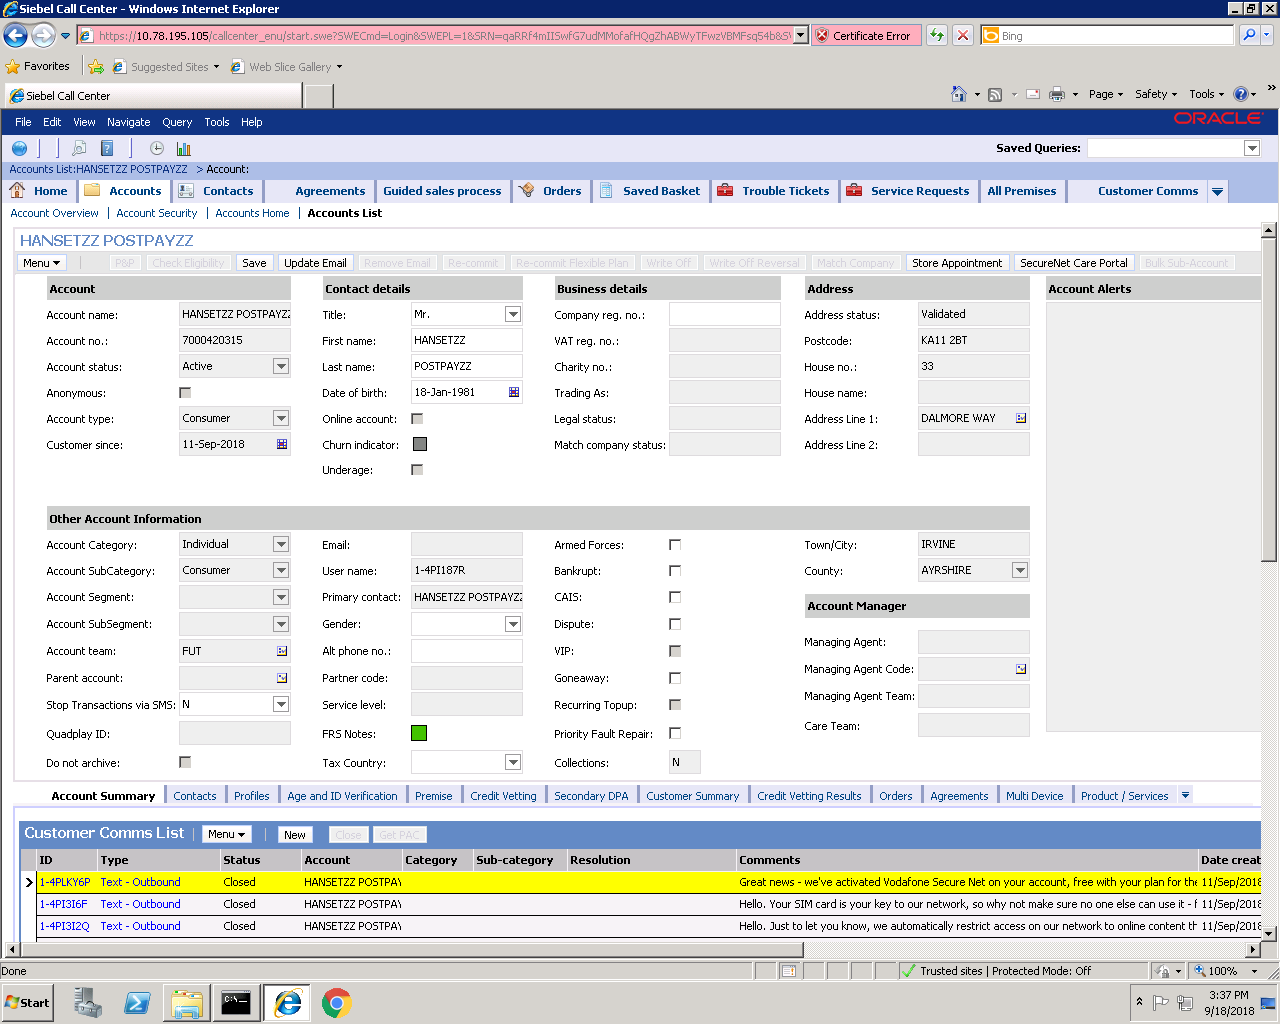 Siebel Call Center - Windows Internet Explorer
https://10.78.195.105/callcenter_enu/start.swe?SWECmd=Login&SWEPL=1&SRN= Certificate Error Bing
Favorites Suggested Sites Web Slice Gallery
Siebel Call Center Page Safety Tools »
File Edit View Navigate Query Tools Help ORACLE
Saved Queries:
Accounts List:HANSETZZ POSTPAYZZ > Account:
Home Accounts Contacts Agreements Guided sales process Orders Saved Basket Trouble Tickets Service Requests All Premises Customer Comms
Account Overview | Account Security | Accounts Home | Accounts List
HANSETZZ POSTPAYZZ
Menu P&P Check Eligibility Save Update Email Remove Email Re-commit Re-commit Flexible Plan Write Off Write Off Reversal Match Company Store Appointment SecureNet Care Portal Bulk Sub-Account
Account Contact details Business details Address Account Alerts
Account name: HANSETZZ POSTPAYZZ Title: Mr. Company reg. no.: Address status: Validated
Account no.: 7000420315 First name: HANSETZZ VAT reg. no.: Postcode: KA11 2BT
Account status: Active Last name: POSTPAYZZ Charity no.: House no.: 33
Anonymous: Date of birth: 18-Jan-1981 Trading As: House name:
Account type: Consumer Online account: Legal status: Address Line 1: DALMORE WAY
Customer since: 11-Sep-2018 Churn indicator: Match company status: Address Line 2:
Underage:
Other Account Information
Account Category: Individual Email: Armed Forces: Town/City: IRVINE
Account SubCategory: Consumer User name: 1-4PI187R Bankrupt: County: AYRSHIRE
Account Segment: Primary contact: HANSETZZ POSTPAYZZ CAIS: Account Manager
Account SubSegment: Gender: Dispute:
Account team: FUT Alt phone no.: VIP: Managing Agent:
Parent account: Partner code: Goneaway: Managing Agent Code:
Stop Transactions via SMS: N Service level: Recurring Topup: Managing Agent Team:
Quadplay ID: FRS Notes: Priority Fault Repair: Care Team:
Do not archive: Tax Country: Collections: N
Account Summary Contacts Profiles Age and ID Verification Premise Credit Vetting Secondary DPA Customer Summary Credit Vetting Results Orders Agreements Multi Device Product / Services
Customer Comms List Menu New Close Get PAC
ID Type Status Account Category Sub-category Resolution Comments Date creat
1-4PLKY6P Text - Outbound Closed HANSETZZ POSTPAY Great news - we've activated Vodafone Secure Net on your account, free with your plan for the 11/Sep/2018
1-4PI3I6F Text - Outbound Closed HANSETZZ POSTPAY Hello. Your SIM card is your key to our network, so why not make sure no one else can use it - f 11/Sep/2018
1-4PI3I2Q Text - Outbound Closed HANSETZZ POSTPAY Hello. Just to let you know, we automatically restrict access on our network to online content th 11/Sep/2018
Done Trusted sites | Protected Mode: Off 100%
Start 3:37 PM
9/18/2018